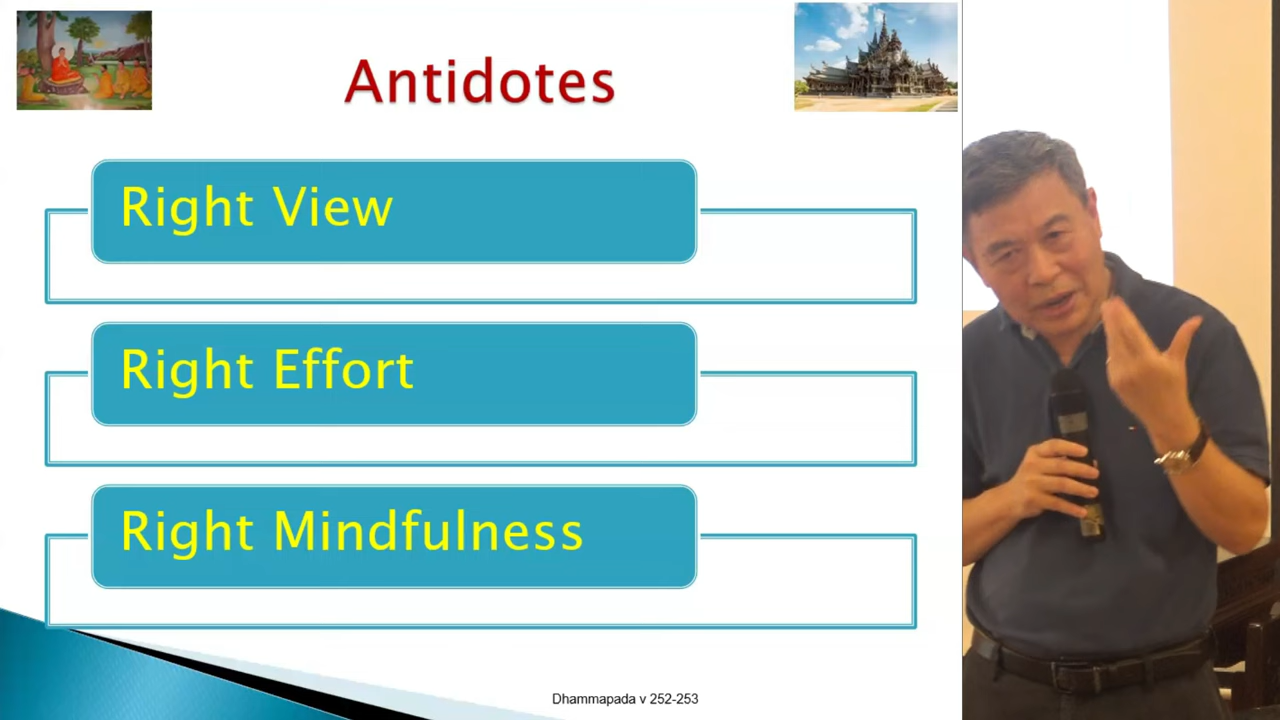 Antidotes
Right View
Right Effort
Right Mindfulness
Dhammapada v 252-253